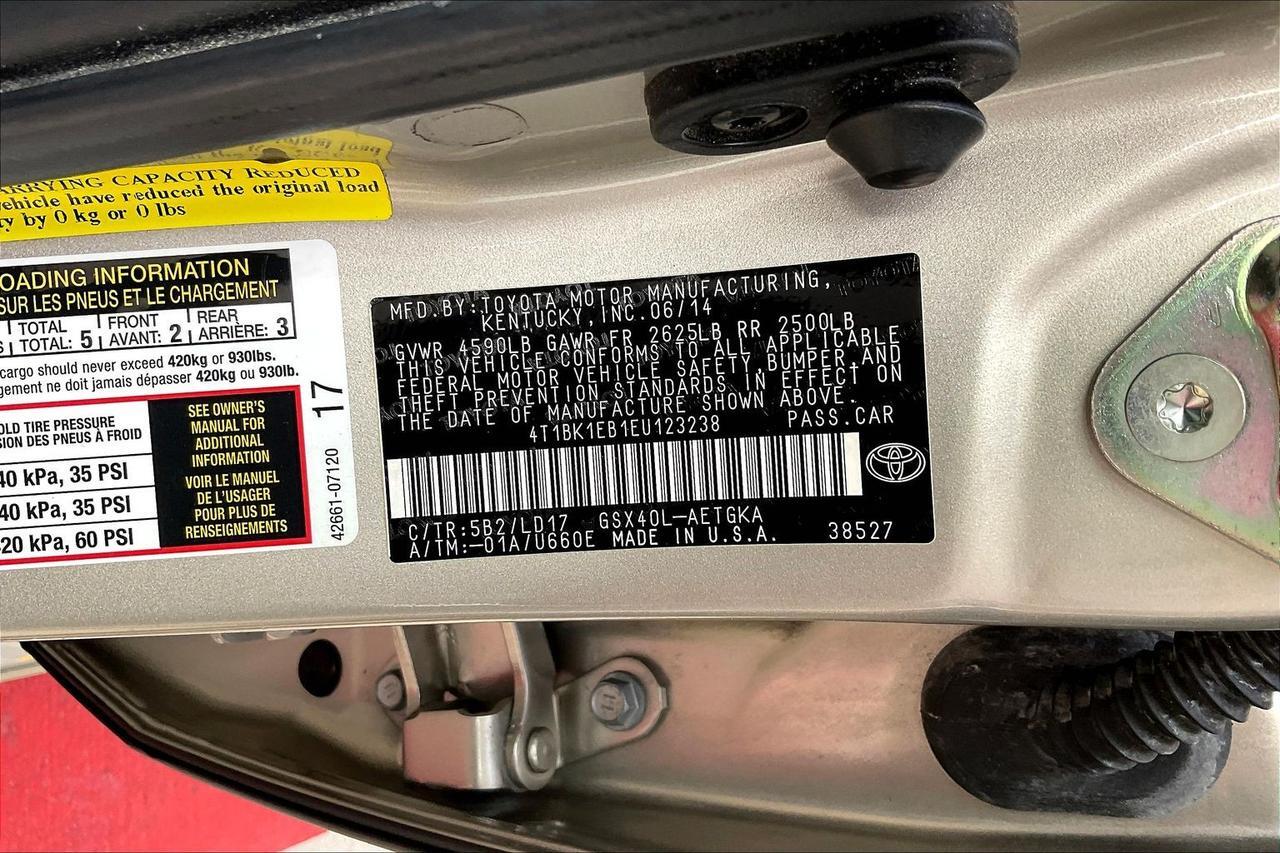 ARRYING CAPACITY REDUCED
vehicle have reduced the original load
ty by 0 kg or 0 lbs
OADING INFORMATION
SUR LES PNEUS ET LE CHARGEMENT
TOTAL
TOTAL: 5
FRONT
AVANT: 2
REAR
ARRIÈRE: 3
cargo should never exceed 420kg or 930lbs.
gement ne doit jamais dépasser 420kg ou 930lb.
OLD TIRE PRESSURE
SION DES PNEUS À FROID
40 kPa, 35 PSI
40 kPa, 35 PSI
20 kPa, 60 PSI
SEE OWNER'S
MANUAL FOR
ADDITIONAL
INFORMATION
VOIR LE MANUEL
DE L'USAGER
POUR PLUS DE
RENSEIGNEMENTS
17
42661-07120
MFD.BY:TOYOTA MOTOR MANUFACTURING,
KENTUCKY,INC.06/14
GVWR 4590LB GAWR FR 2625LB RR 2500LB
THIS VEHICLE CONFORMS TO ALL APPLICABLE
FEDERAL MOTOR VEHICLE SAFETY,BUMPER,AND
THEFT PREVENTION STANDARDS IN EFFECT ON
THE DATE OF MANUFACTURE SHOWN ABOVE.
4T1BK1EB1EU123238 PASS.CAR
C/TR:5B2/LD17 GSX40L-AETGKA
A/TM:-01A/U660E MADE IN U.S.A. 38527